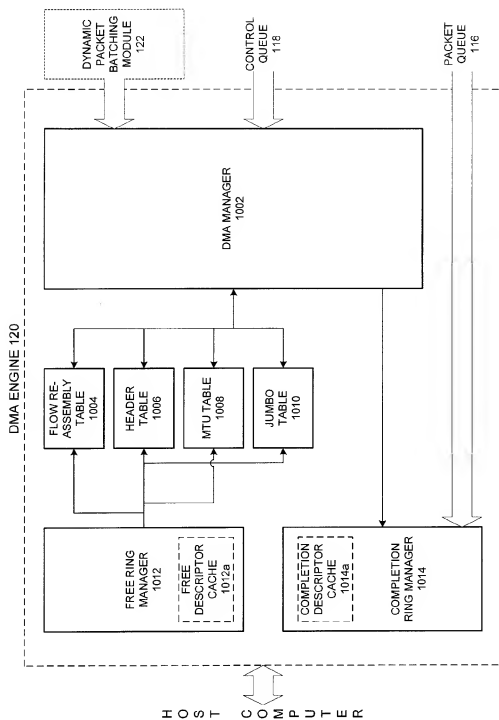 DMA ENGINE 120
DYNAMIC
PACKET
BATCHING
MODULE
122
CONTROL
QUEUE
118
PACKET
QUEUE
116
DMA MANAGER
1002
FLOW RE-
ASSEMBLY
TABLE
1004
HEADER
TABLE
1006
MTU TABLE
1008
JUMBO
TABLE
1010
FREE RING
MANAGER
1012
FREE
DESCRIPTOR
CACHE
1012a
COMPLETION
DESCRIPTOR
CACHE
1014a
COMPLETION
RING MANAGER
1014
HOST COMPUTER